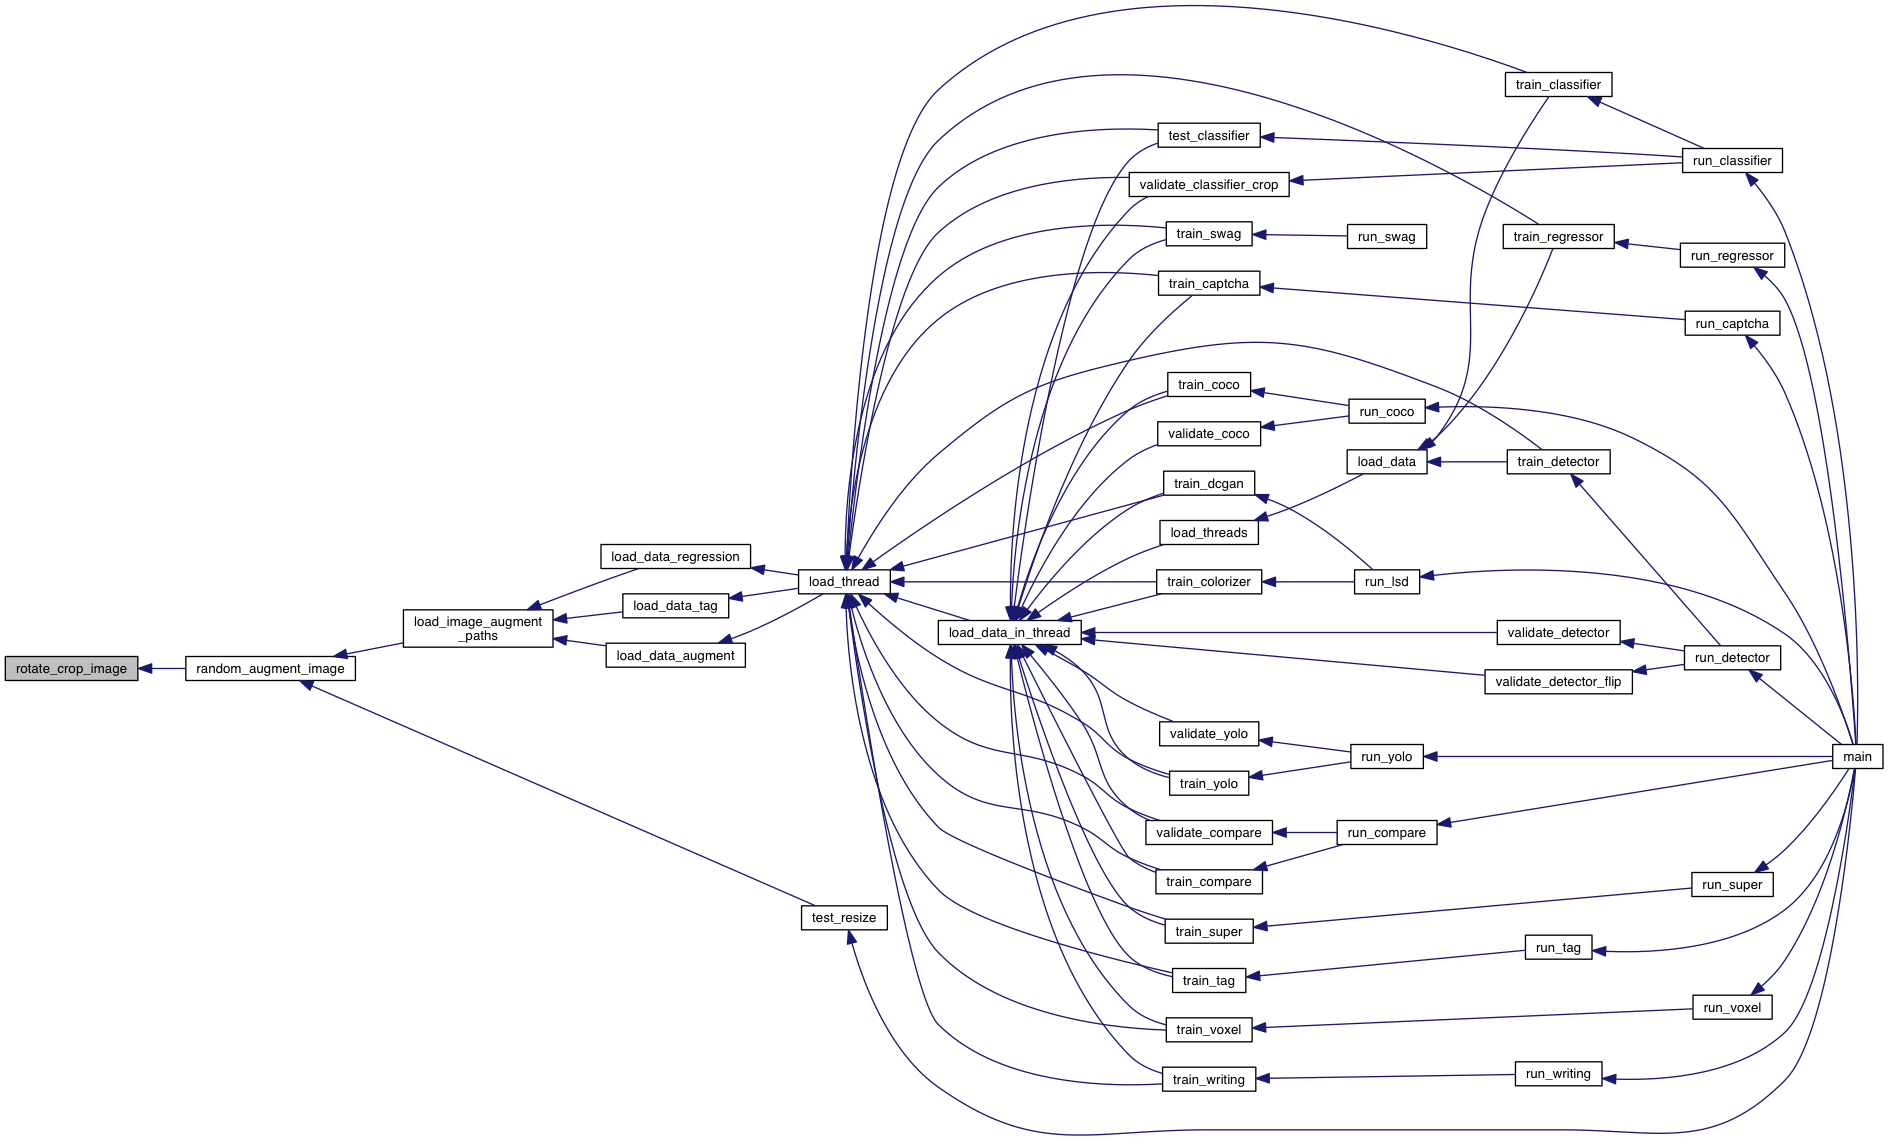 rotate_crop_image
random_augment_image
load_image_augment
_paths
load_data_regression
load_data_tag
load_data_augment
load_thread
test_resize
load_data_in_thread
test_classifier
validate_classifier_crop
train_swag
train_captcha
train_coco
validate_coco
train_dcgan
load_threads
train_colorizer
validate_yolo
train_yolo
validate_compare
train_compare
train_super
train_tag
train_voxel
train_writing
run_swag
run_coco
load_data
run_lsd
run_yolo
run_compare
train_classifier
train_regressor
train_detector
validate_detector
validate_detector_flip
run_tag
run_writing
run_classifier
run_regressor
run_captcha
run_detector
run_super
run_voxel
main